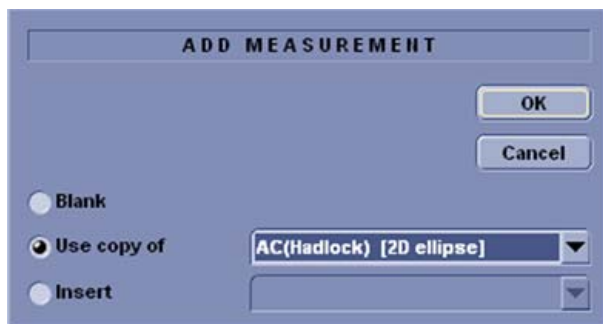 ADD MEASUREMENT
OK
Cancel
Blank
Use copy of AC(Hadlock) [2D ellipse]
Insert